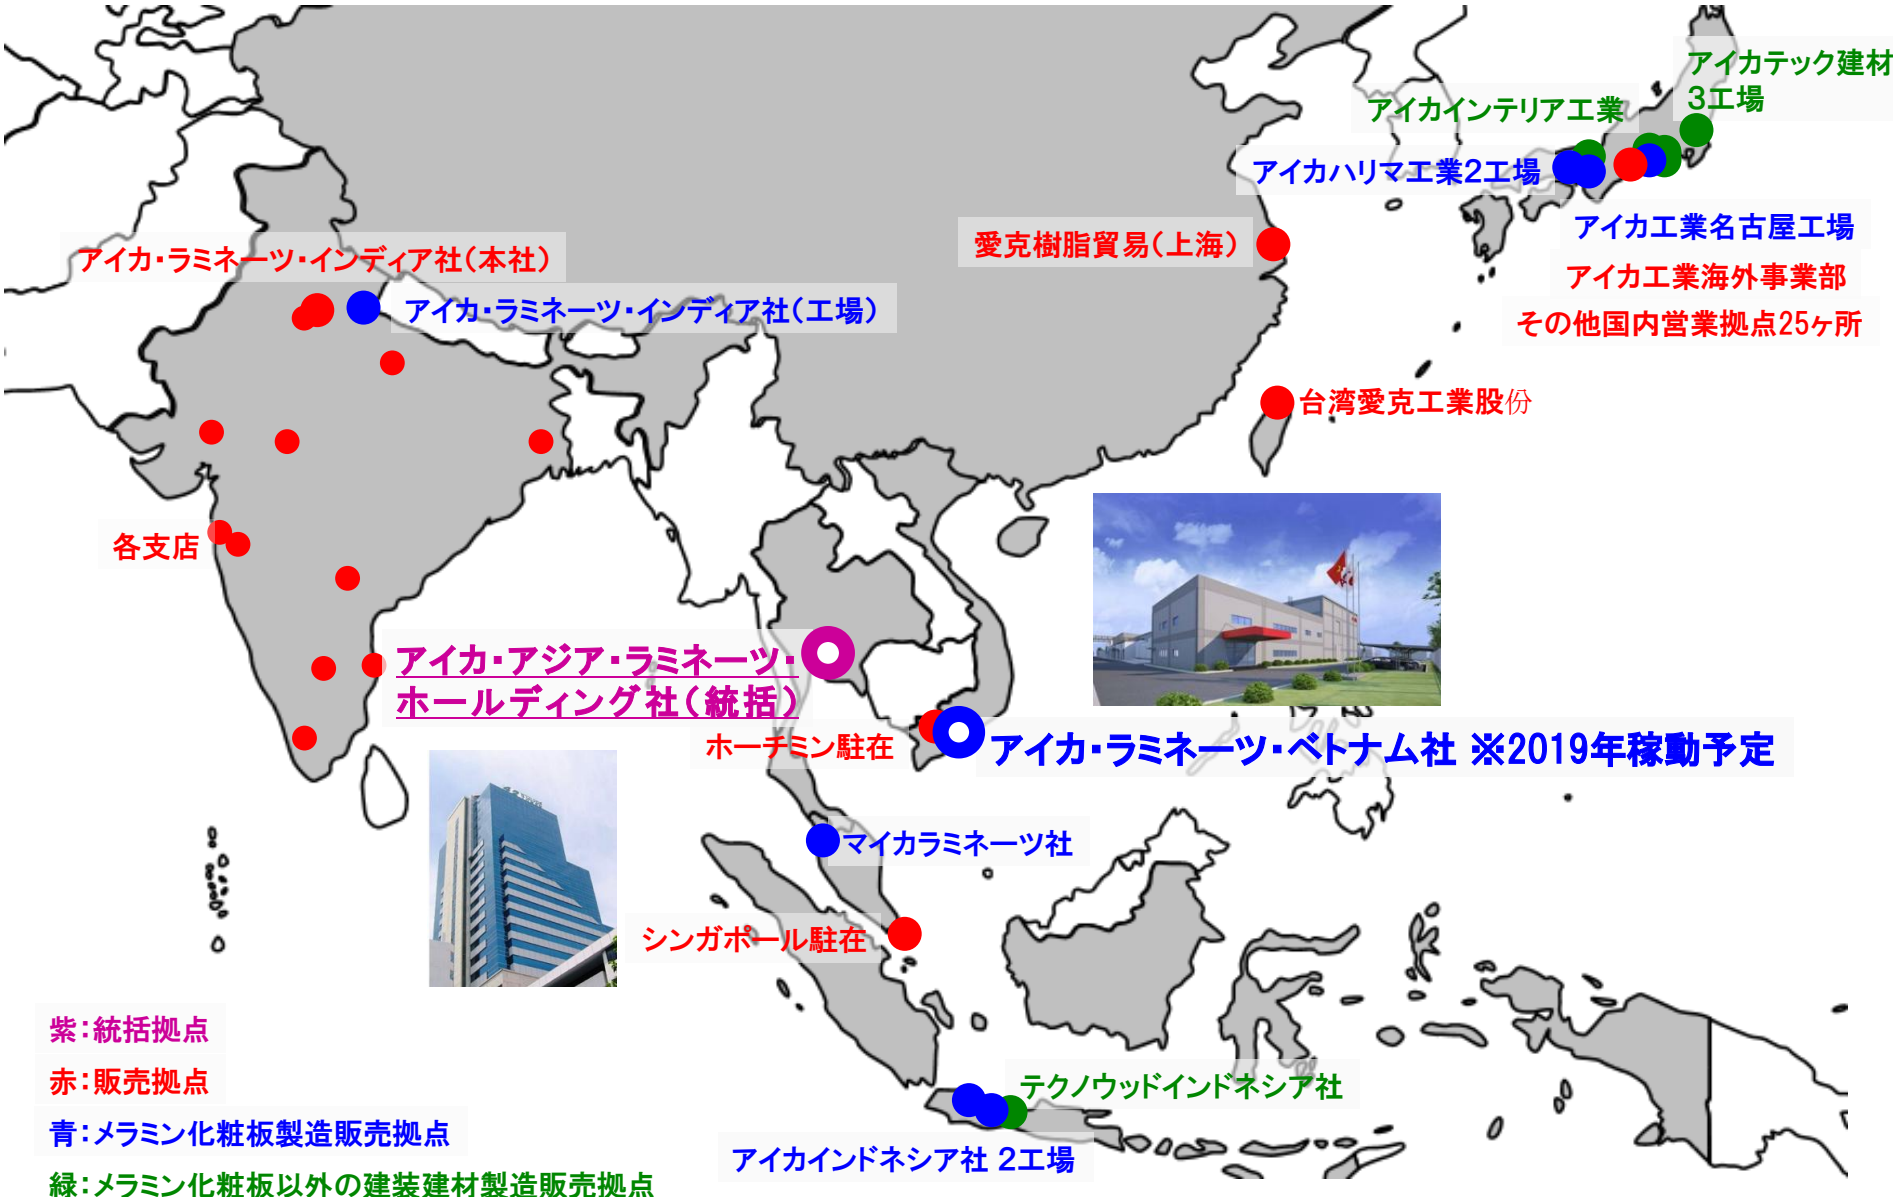 アイカテック建材
３工場
アイカインテリア工業
アイカハリマ工業２工場
アイカ工業名古屋工場
愛克樹脂貿易（上海）
アイカ・ラミネーツ・インディア社（本社）
アイカ工業海外事業部
アイカ・ラミネーツ・インディア社（工場）
その他国内営業拠点25ヶ所
台湾愛克工業股份
各支店
アイカ・アジア・ラミネーツ・
ホールディング社（統括）
ホーチミン駐在
アイカ・ラミネーツ・ベトナム社 ※2019年稼動予定
マイカラミネーツ社
シンガポール駐在
紫：統括拠点
赤：販売拠点
青：メラミン化粧板製造販売拠点
緑：メラミン化粧板以外の建装建材製造販売拠点
テクノウッドインドネシア社
アイカインドネシア社 ２工場